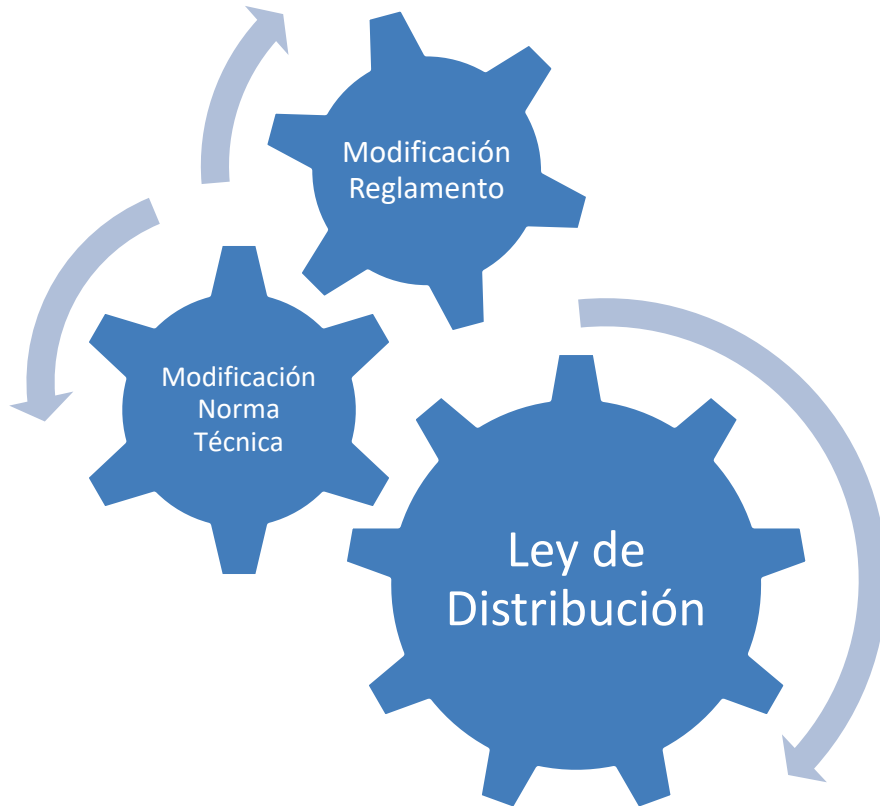 Modificación
Reglamento
Modificación
Norma
Técnica
Ley de
Distribución